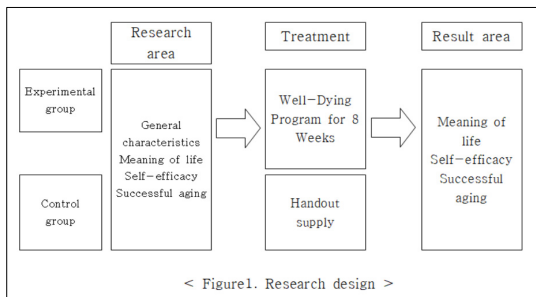 Research
area
Treatment
Result area
Experimental
group
Control
group
General
characteristics
Meaning of life
Self-efficacy
Successful aging
Well-Dying
Program for 8
Weeks
Handout
supply
Meaning of
life
Self-efficacy
Successful
aging
< Figure1. Research design >